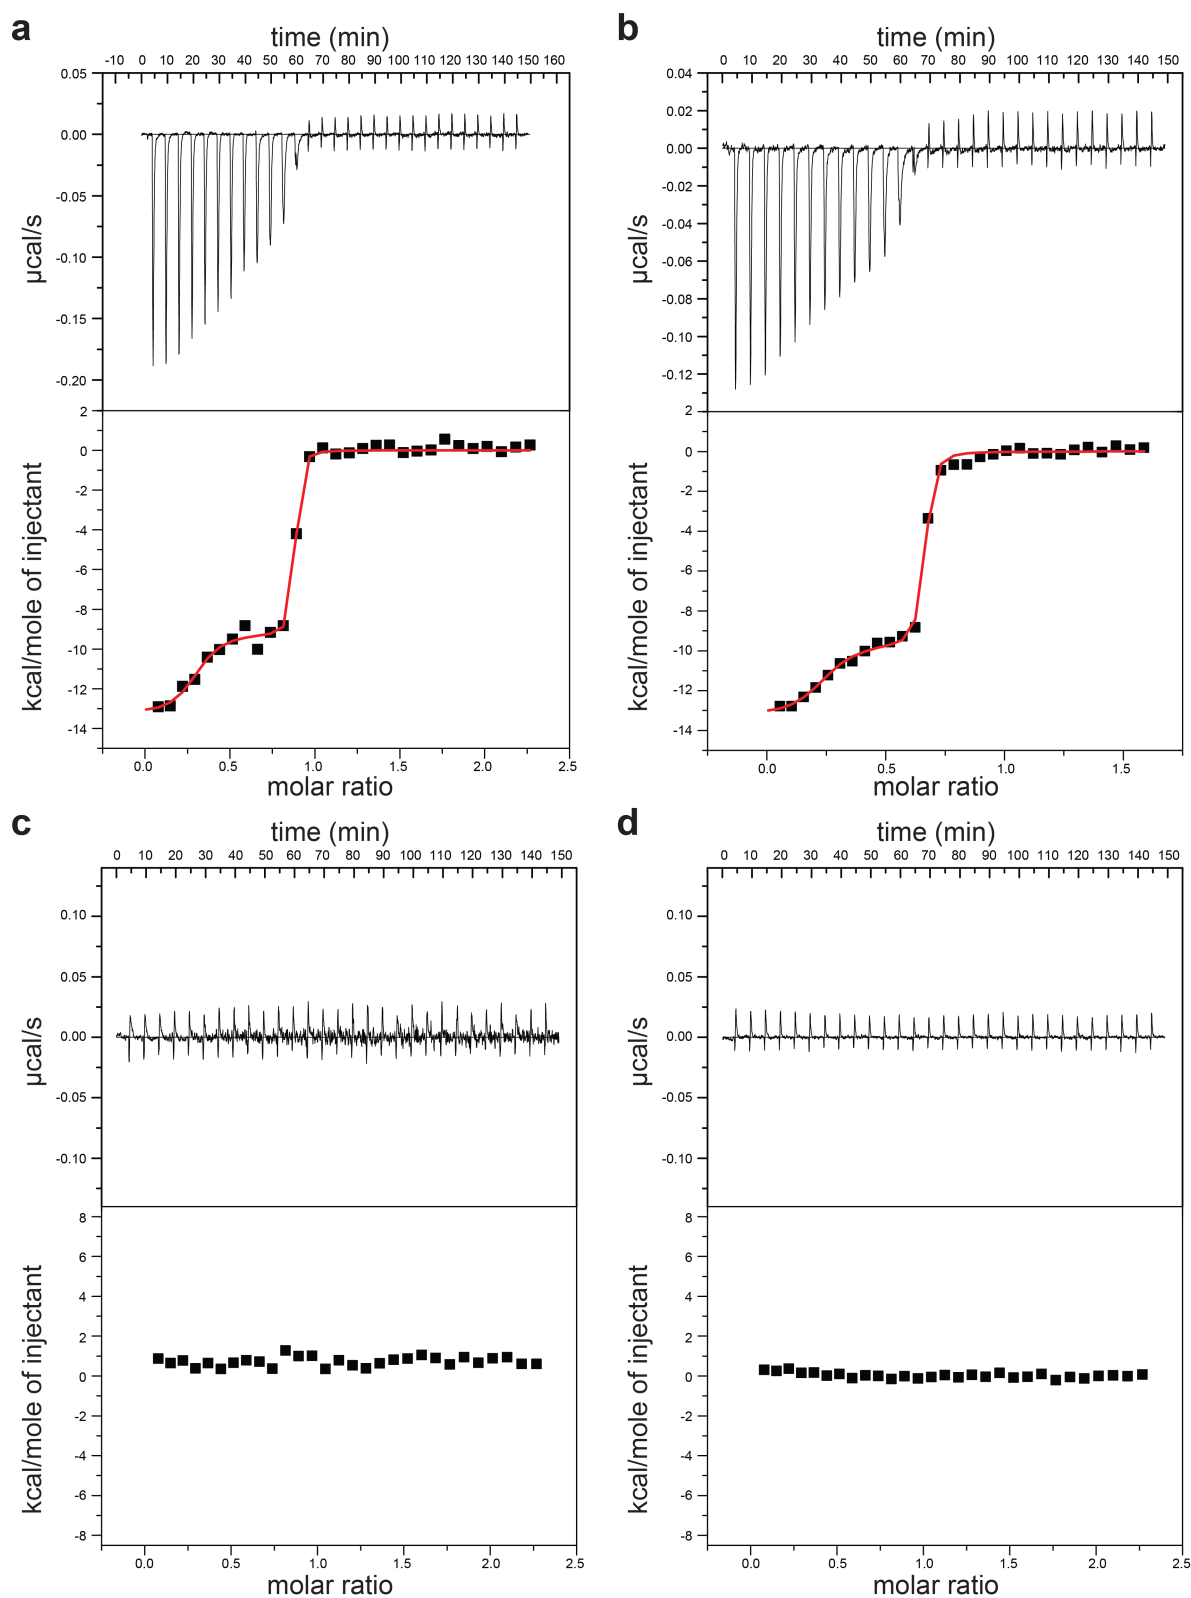 a
time (min)
-10 0 10 20 30 40 50 60 70 80 90 100 110 120 130 140 150 160
0.05
0.00
-0.05
-0.10
-0.15
-0.20
µcal/s
2
0
-2
-4
-6
-8
-10
-12
-14
kcal/mole of injectant
0.0 0.5 1.0 1.5 2.0 2.5
molar ratio
b
time (min)
0 10 20 30 40 50 60 70 80 90 100 110 120 130 140 150
0.04
0.02
0.00
-0.02
-0.04
-0.06
-0.08
-0.10
-0.12
µcal/s
2
0
-2
-4
-6
-8
-10
-12
-14
kcal/mole of injectant
0.0 0.5 1.0 1.5
molar ratio
c
time (min)
0 10 20 30 40 50 60 70 80 90 100 110 120 130 140 150
0.10
0.05
0.00
-0.05
-0.10
µcal/s
8
6
4
2
0
-2
-4
-6
-8
kcal/mole of injectant
0.0 0.5 1.0 1.5 2.0 2.5
molar ratio
d
time (min)
0 10 20 30 40 50 60 70 80 90 100 110 120 130 140 150
0.10
0.05
0.00
-0.05
-0.10
µcal/s
8
6
4
2
0
-2
-4
-6
-8
kcal/mole of injectant
0.0 0.5 1.0 1.5 2.0 2.5
molar ratio